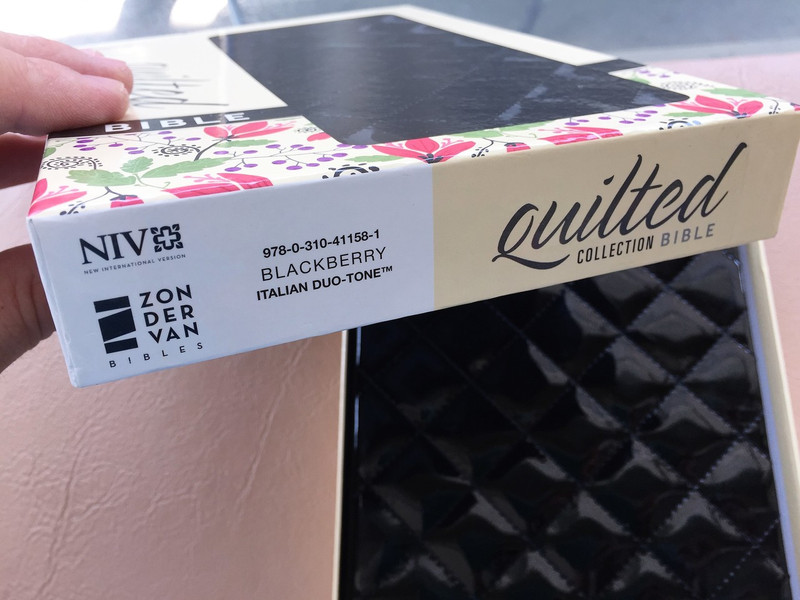 quilted
BIBLE
NIV
NEW INTERNATIONAL VERSION
ZON
DER
VAN
BIBLES
978-0-310-41158-1
BLACKBERRY
ITALIAN DUO-TONE™
quilted
COLLECTION BIBLE